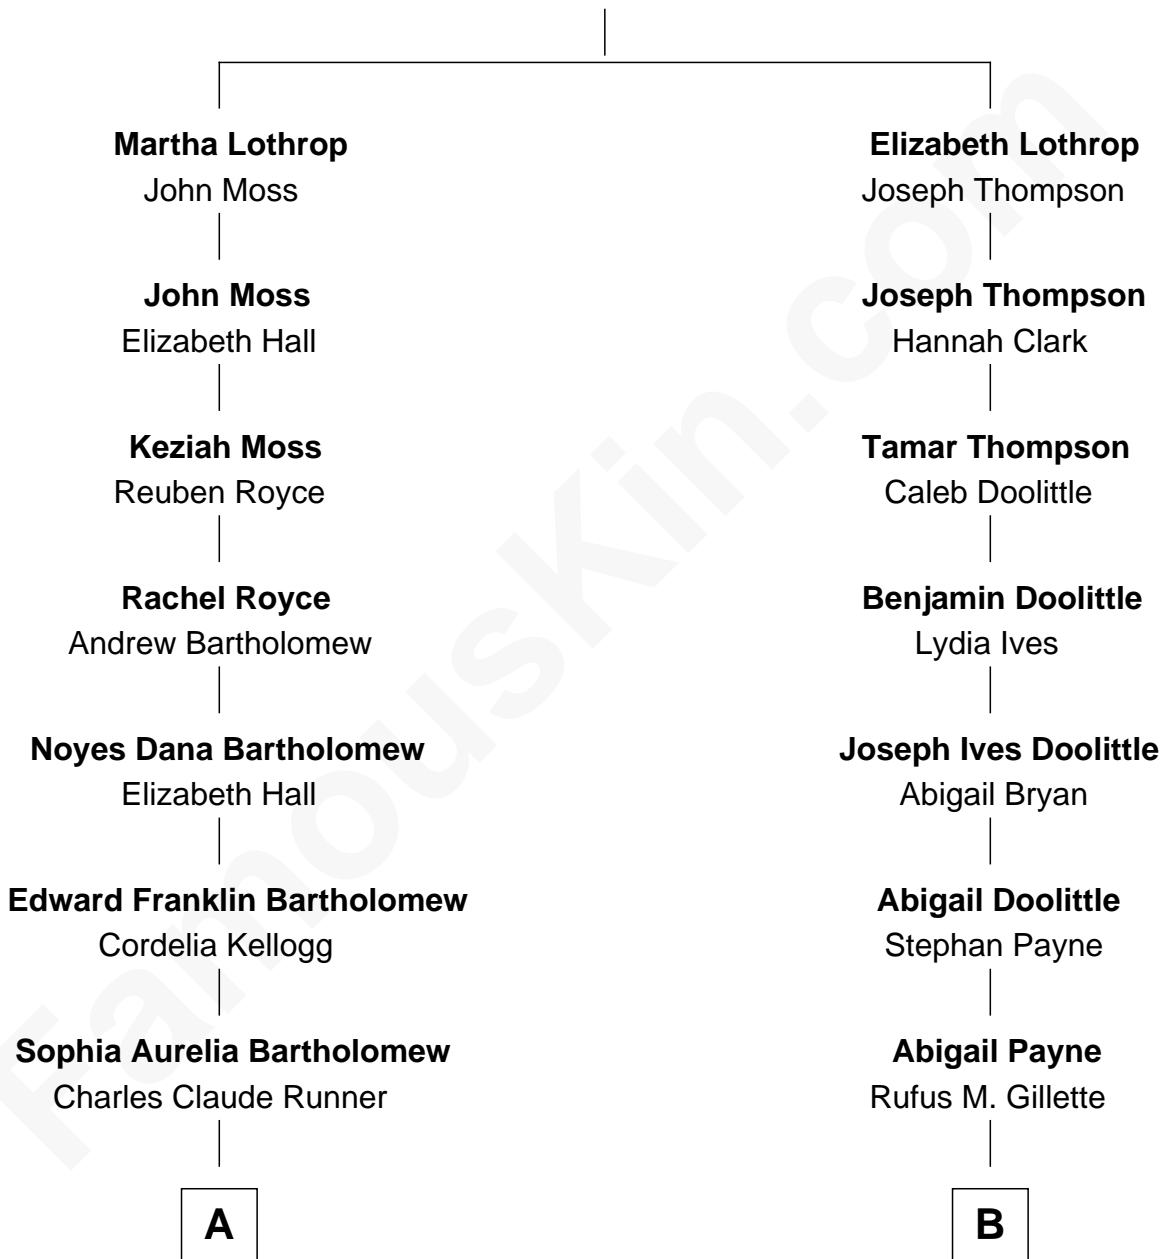 Martha Lothrop
John Moss
John Moss
Elizabeth Hall
Keziah Moss
Reuben Royce
Rachel Royce
Andrew Bartholomew
Noyes Dana Bartholomew
Elizabeth Hall
Edward Franklin Bartholomew
Cordelia Kellogg
Sophia Aurelia Bartholomew
Charles Claude Runner
A
Elizabeth Lothrop
Joseph Thompson
Joseph Thompson
Hannah Clark
Tamar Thompson
Caleb Doolittle
Benjamin Doolittle
Lydia Ives
Joseph Ives Doolittle
Abigail Bryan
Abigail Doolittle
Stephan Payne
Abigail Payne
Rufus M. Gillette
B
FamousKin.com